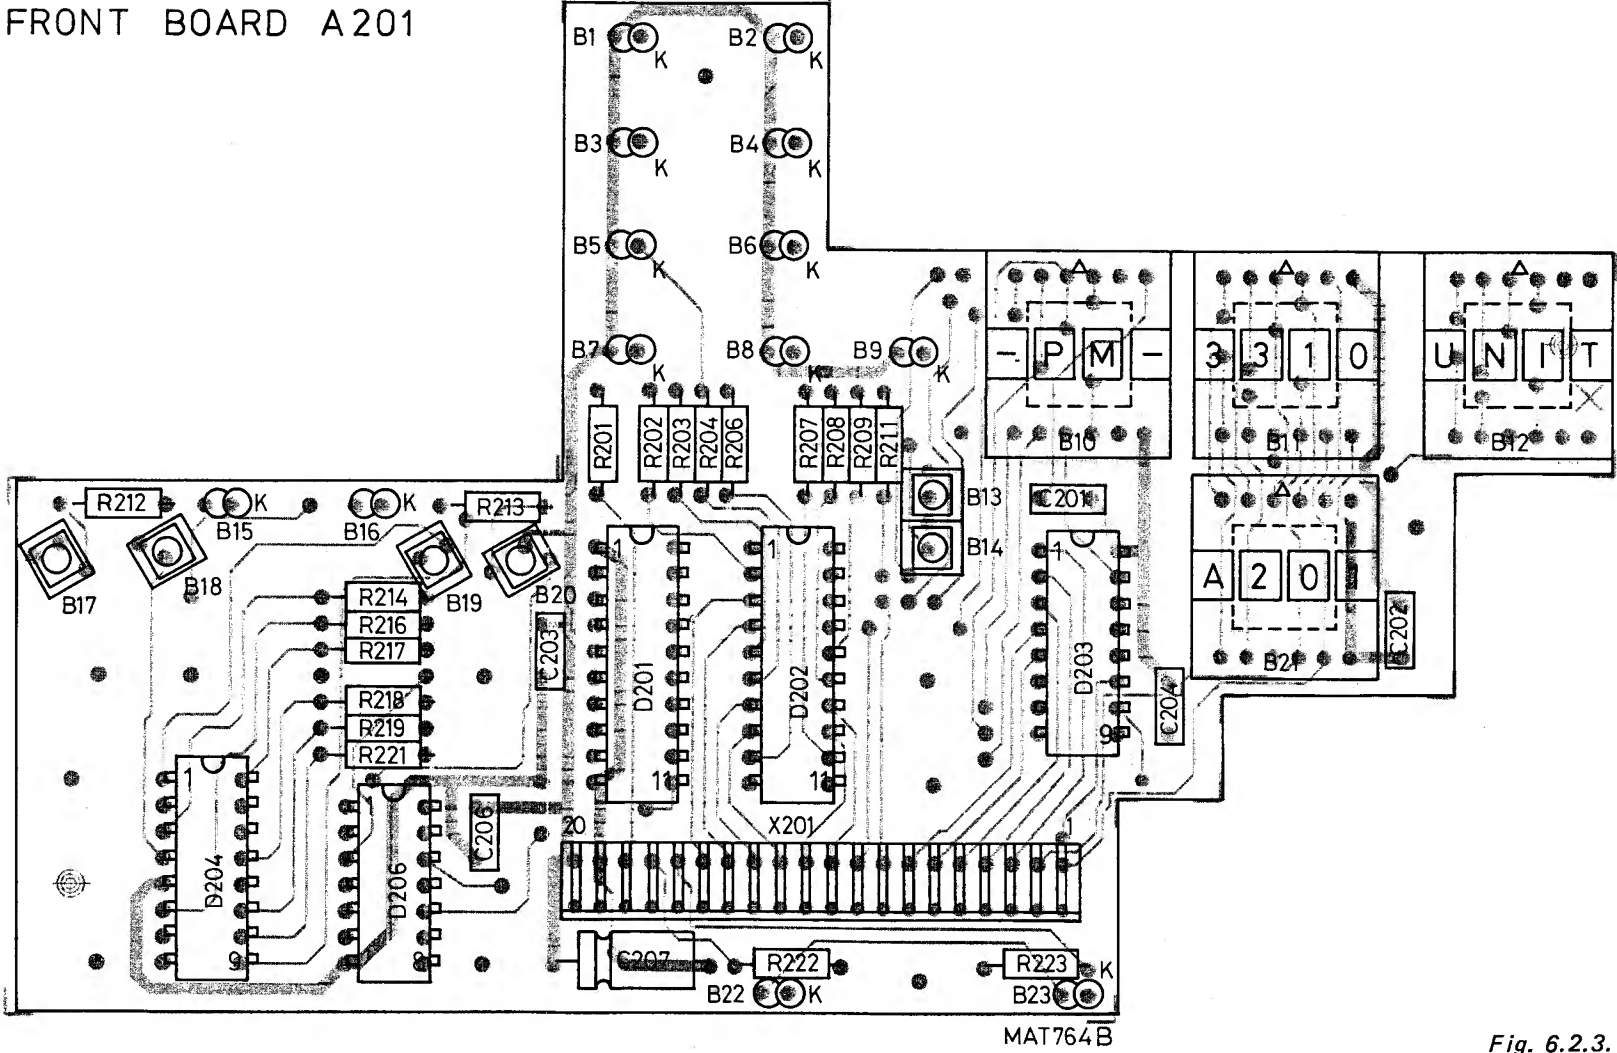 FRONT BOARD A201
B1 K B2 K
B3 K B4 K
B5 K B6 K
B7 K B8 K B9 K
- P M - 3 3 1 0 U N I T
B10 B11 B12
R201 R202 R203 R204 R206 R207 R208 R209 R211
R212 B15 K B16 K R213
B13
B14
C201
B17 B18 B19 B20
A 2 0 1
B21
R214
R216
R217
R218
R219
R221
C203
1 D201 11
1 D202 11
1 D203 9
C204
C202
1 D204 9
D206 9
C206
20 X201 1
C207 R222 R223 K
B22 K B23
MAT764B
Fig. 6.2.3.